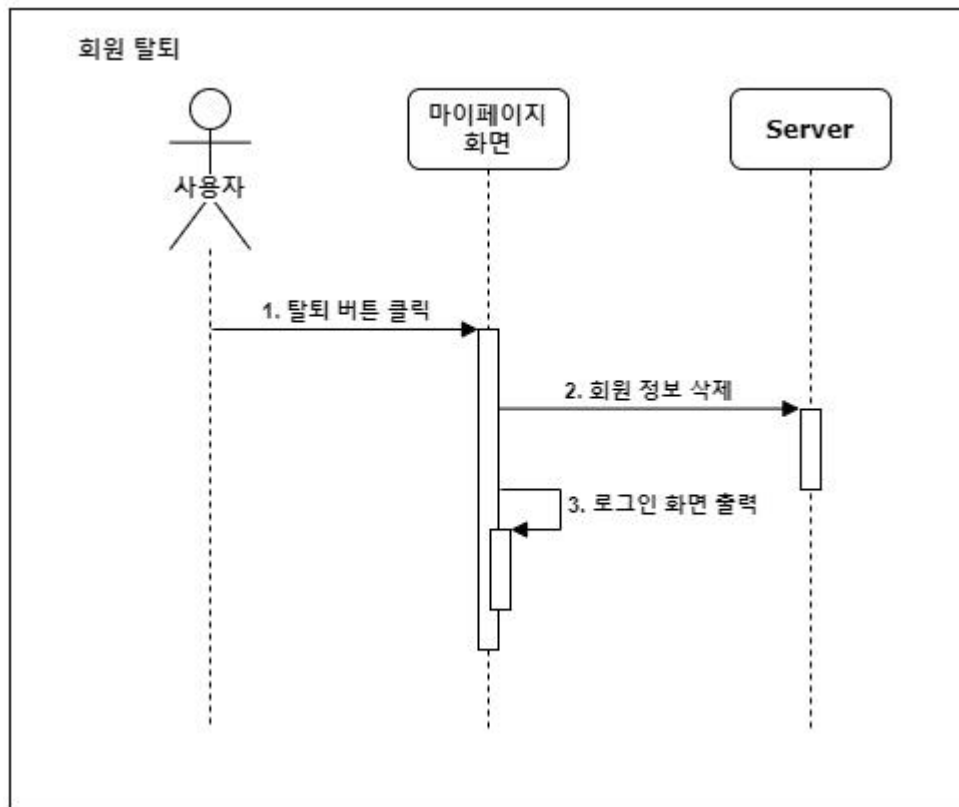 회원 탈퇴
사용자
마이페이지
화면
Server
1. 탈퇴 버튼 클릭
2. 회원 정보 삭제
3. 로그인 화면 출력